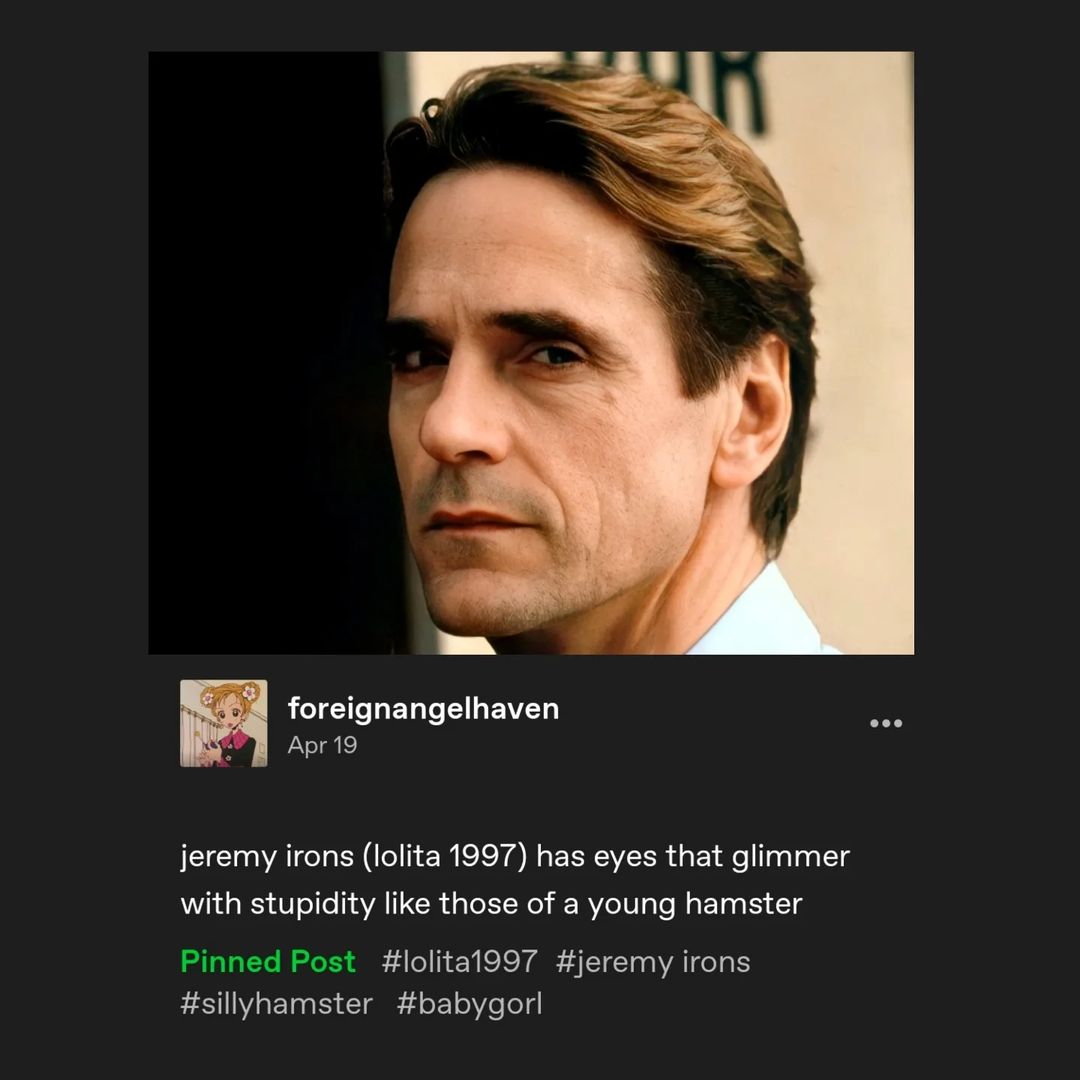 foreignangelhaven
Apr 19
jeremy irons (lolita 1997) has eyes that glimmer
with stupidity like those of a young hamster
Pinned Post #lolita1997 #jeremy irons
#sillyhamster #babygorl